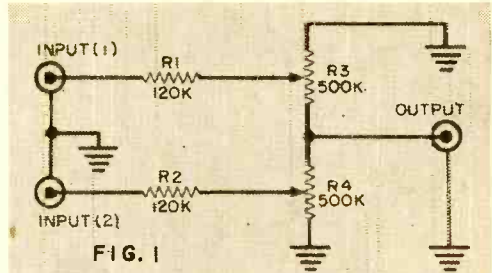 INPUT(1)
R1
120K
R3
500K
OUTPUT
R2
120K
R4
500K
INPUT(2)
FIG. 1